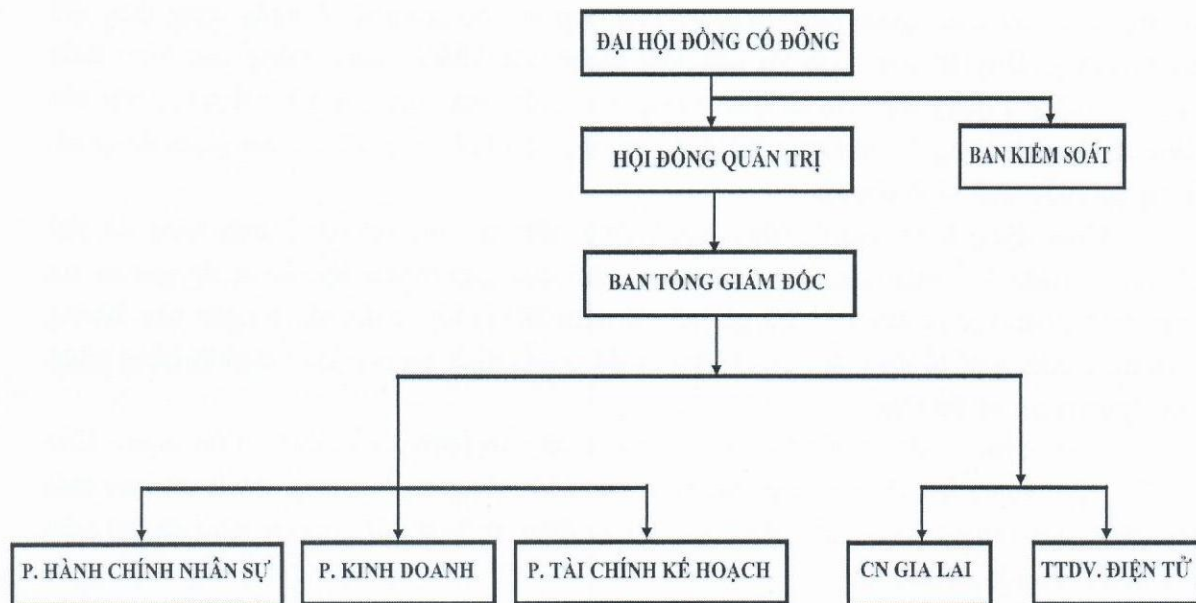 ĐẠI HỘI ĐỒNG CỔ ĐÔNG
HỘI ĐỒNG QUẢN TRỊ
BAN KIỂM SOÁT
BAN TỔNG GIÁM ĐỐC
P. HÀNH CHÍNH NHÂN SỰ
P. KINH DOANH
P. TÀI CHÍNH KẾ HOẠCH
CN GIA LAI
TTDV. ĐIỆN TỬ